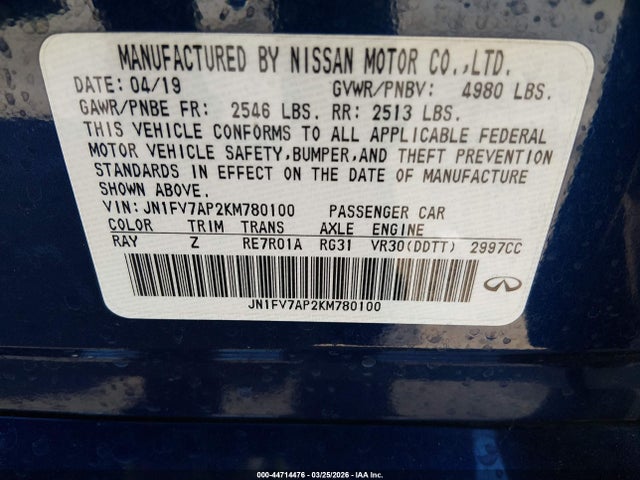 MANUFACTURED BY NISSAN MOTOR CO.,LTD.
DATE: 04/19 GVWR/PNBV: 4980 LBS.
GAWR/PNBE FR: 2546 LBS. RR: 2513 LBS.
THIS VEHICLE CONFORMS TO ALL APPLICABLE FEDERAL
MOTOR VEHICLE SAFETY,BUMPER,AND THEFT PREVENTION
STANDARDS IN EFFECT ON THE DATE OF MANUFACTURE
SHOWN ABOVE.
VIN: JN1FV7AP2KM780100 PASSENGER CAR
COLOR TRIM TRANS AXLE ENGINE
RAY Z RE7R01A RG31 VR30(DDTT) 2997CC
JN1FV7AP2KM780100
INFINITI
000-44714476 - 03/25/2026 - IAA Inc.